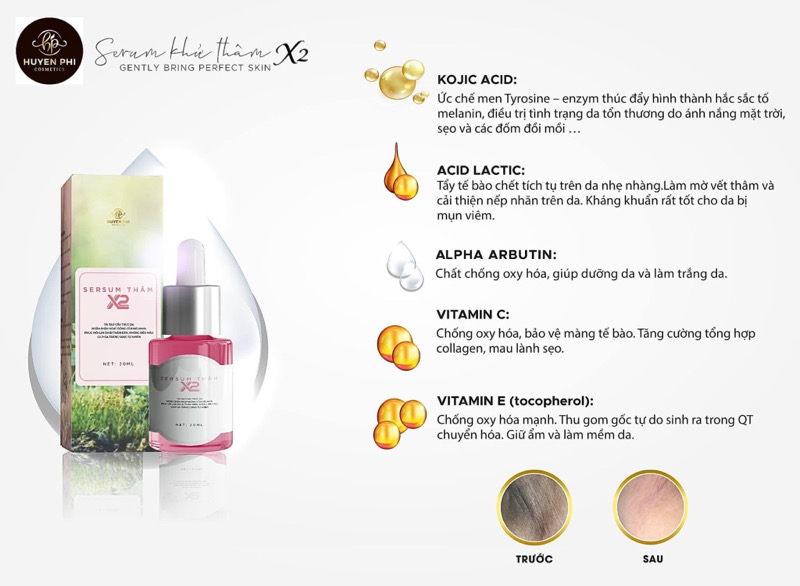 HUYEN PHI
COSMETICS
Serum khử thâm X2
GENTLY BRING PERFECT SKIN
KOJIC ACID:
Ức chế men Tyrosine – enzym thúc đẩy hình thành hắc sắc tố
melanin, điều trị tình trạng da tổn thương do ánh nắng mặt trời,
sẹo và các đốm đồi mồi ...
ACID LACTIC:
Tẩy tế bào chết tích tụ trên da nhẹ nhàng.Làm mờ vết thâm và
cải thiện nếp nhăn trên da. Kháng khuẩn rất tốt cho da bị
mụn viêm.
ALPHA ARBUTIN:
Chất chống oxy hóa, giúp dưỡng da và làm trắng da.
VITAMIN C:
Chống oxy hóa, bảo vệ màng tế bào. Tăng cường tổng hợp
collagen, mau lành sẹo.
VITAMIN E (tocopherol):
Chống oxy hóa mạnh. Thu gom gốc tự do sinh ra trong QT
chuyển hóa. Giữ ẩm và làm mềm da.
HUYEN PHI
SERSUM THÂM
X2
NET: 20ML
SERSUM THÂM
X2
NET: 20ML
TRƯỚC
SAU